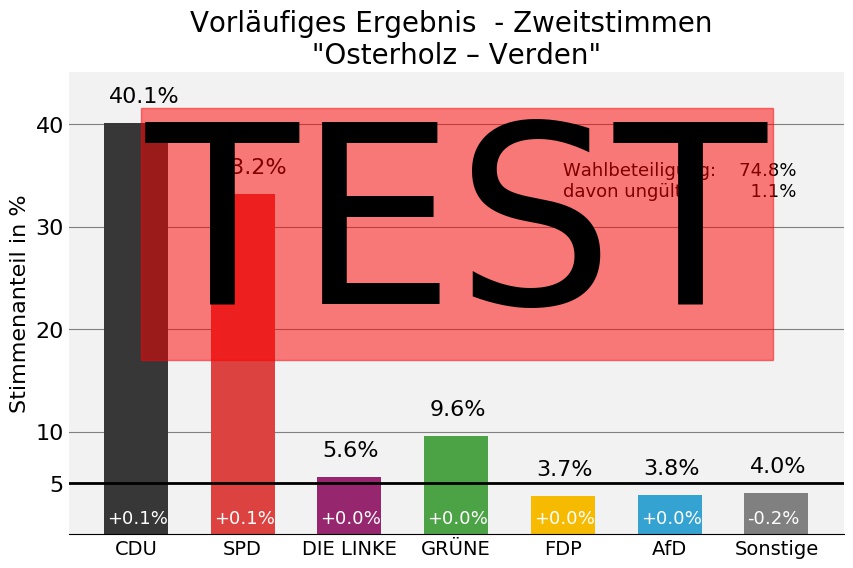 Vorläufiges Ergebnis - Zweitstimmen
"Osterholz – Verden"
40.1%
3.2%
TEST
Wahlbeteiligung: 74.8%
davon 1.1%
Stimmenanteil in %
40
30
20
10
5
9.6%
5.6%
3.7%
3.8%
4.0%
+0.1%
+0.1%
+0.0%
+0.0%
+0.0%
+0.0%
-0.2%
CDU
SPD
DIE LINKE
GRÜNE
FDP
AfD
Sonstige